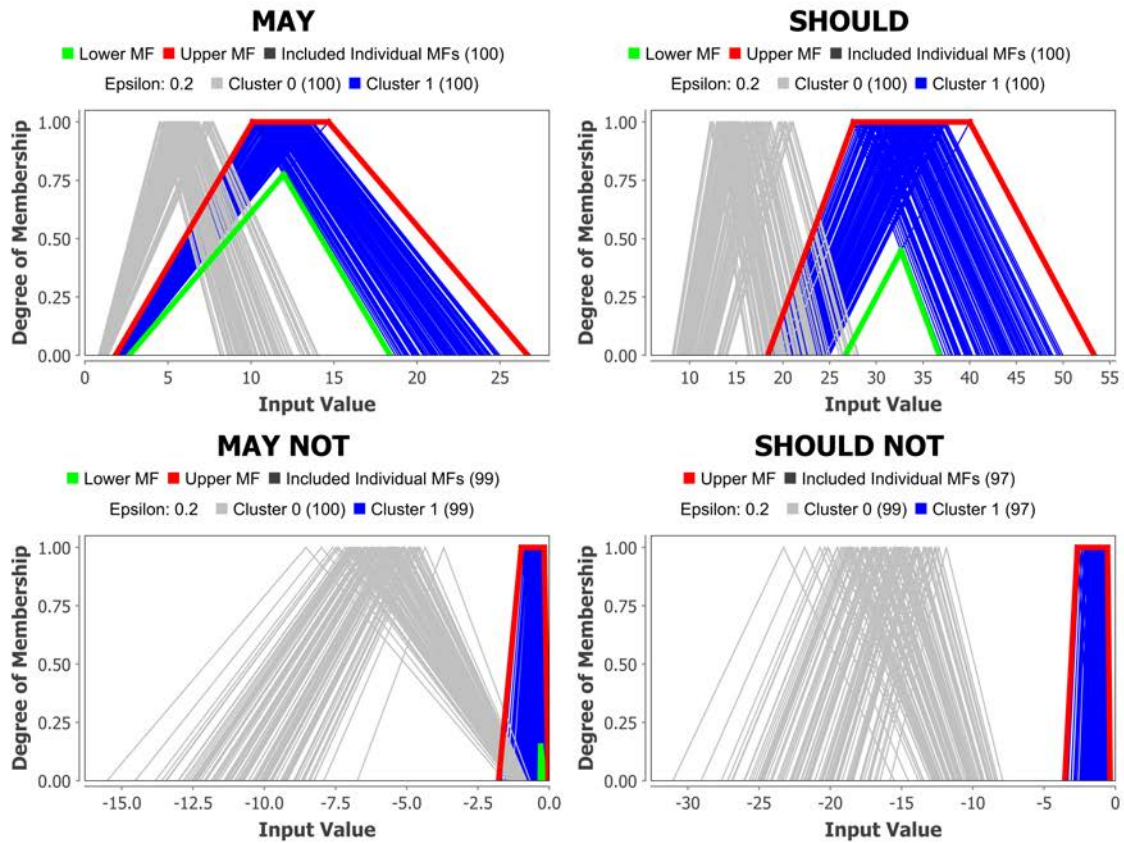 MAY
Lower MF Upper MF Included Individual MFs (100)
Epsilon: 0.2 Cluster 0 (100) Cluster 1 (100)
Degree of Membership
1.00
0.75
0.50
0.25
0.00
0 5 10 15 20 25
Input Value
SHOULD
Lower MF Upper MF Included Individual MFs (100)
Epsilon: 0.2 Cluster 0 (100) Cluster 1 (100)
Degree of Membership
1.00
0.75
0.50
0.25
0.00
10 15 20 25 30 35 40 45 50 55
Input Value
MAY NOT
Lower MF Upper MF Included Individual MFs (99)
Epsilon: 0.2 Cluster 0 (100) Cluster 1 (99)
Degree of Membership
1.00
0.75
0.50
0.25
0.00
-15.0 -12.5 -10.0 -7.5 -5.0 -2.5 0.0
Input Value
SHOULD NOT
Upper MF Included Individual MFs (97)
Epsilon: 0.2 Cluster 0 (99) Cluster 1 (97)
Degree of Membership
1.00
0.75
0.50
0.25
0.00
-30 -25 -20 -15 -10 -5 0
Input Value